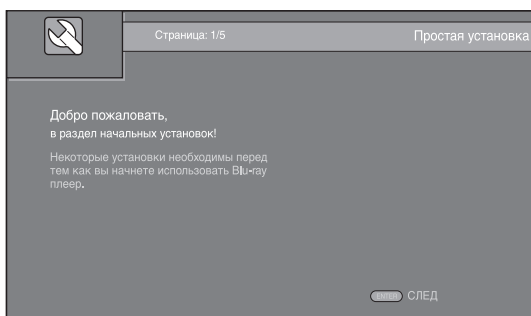 Страница: 1/5
Простая установка
Добро пожаловать,
в раздел начальных установок!
Некоторые установки необходимы перед
тем как вы начнете использовать Blu-ray
плеер.
ENTER СЛЕД